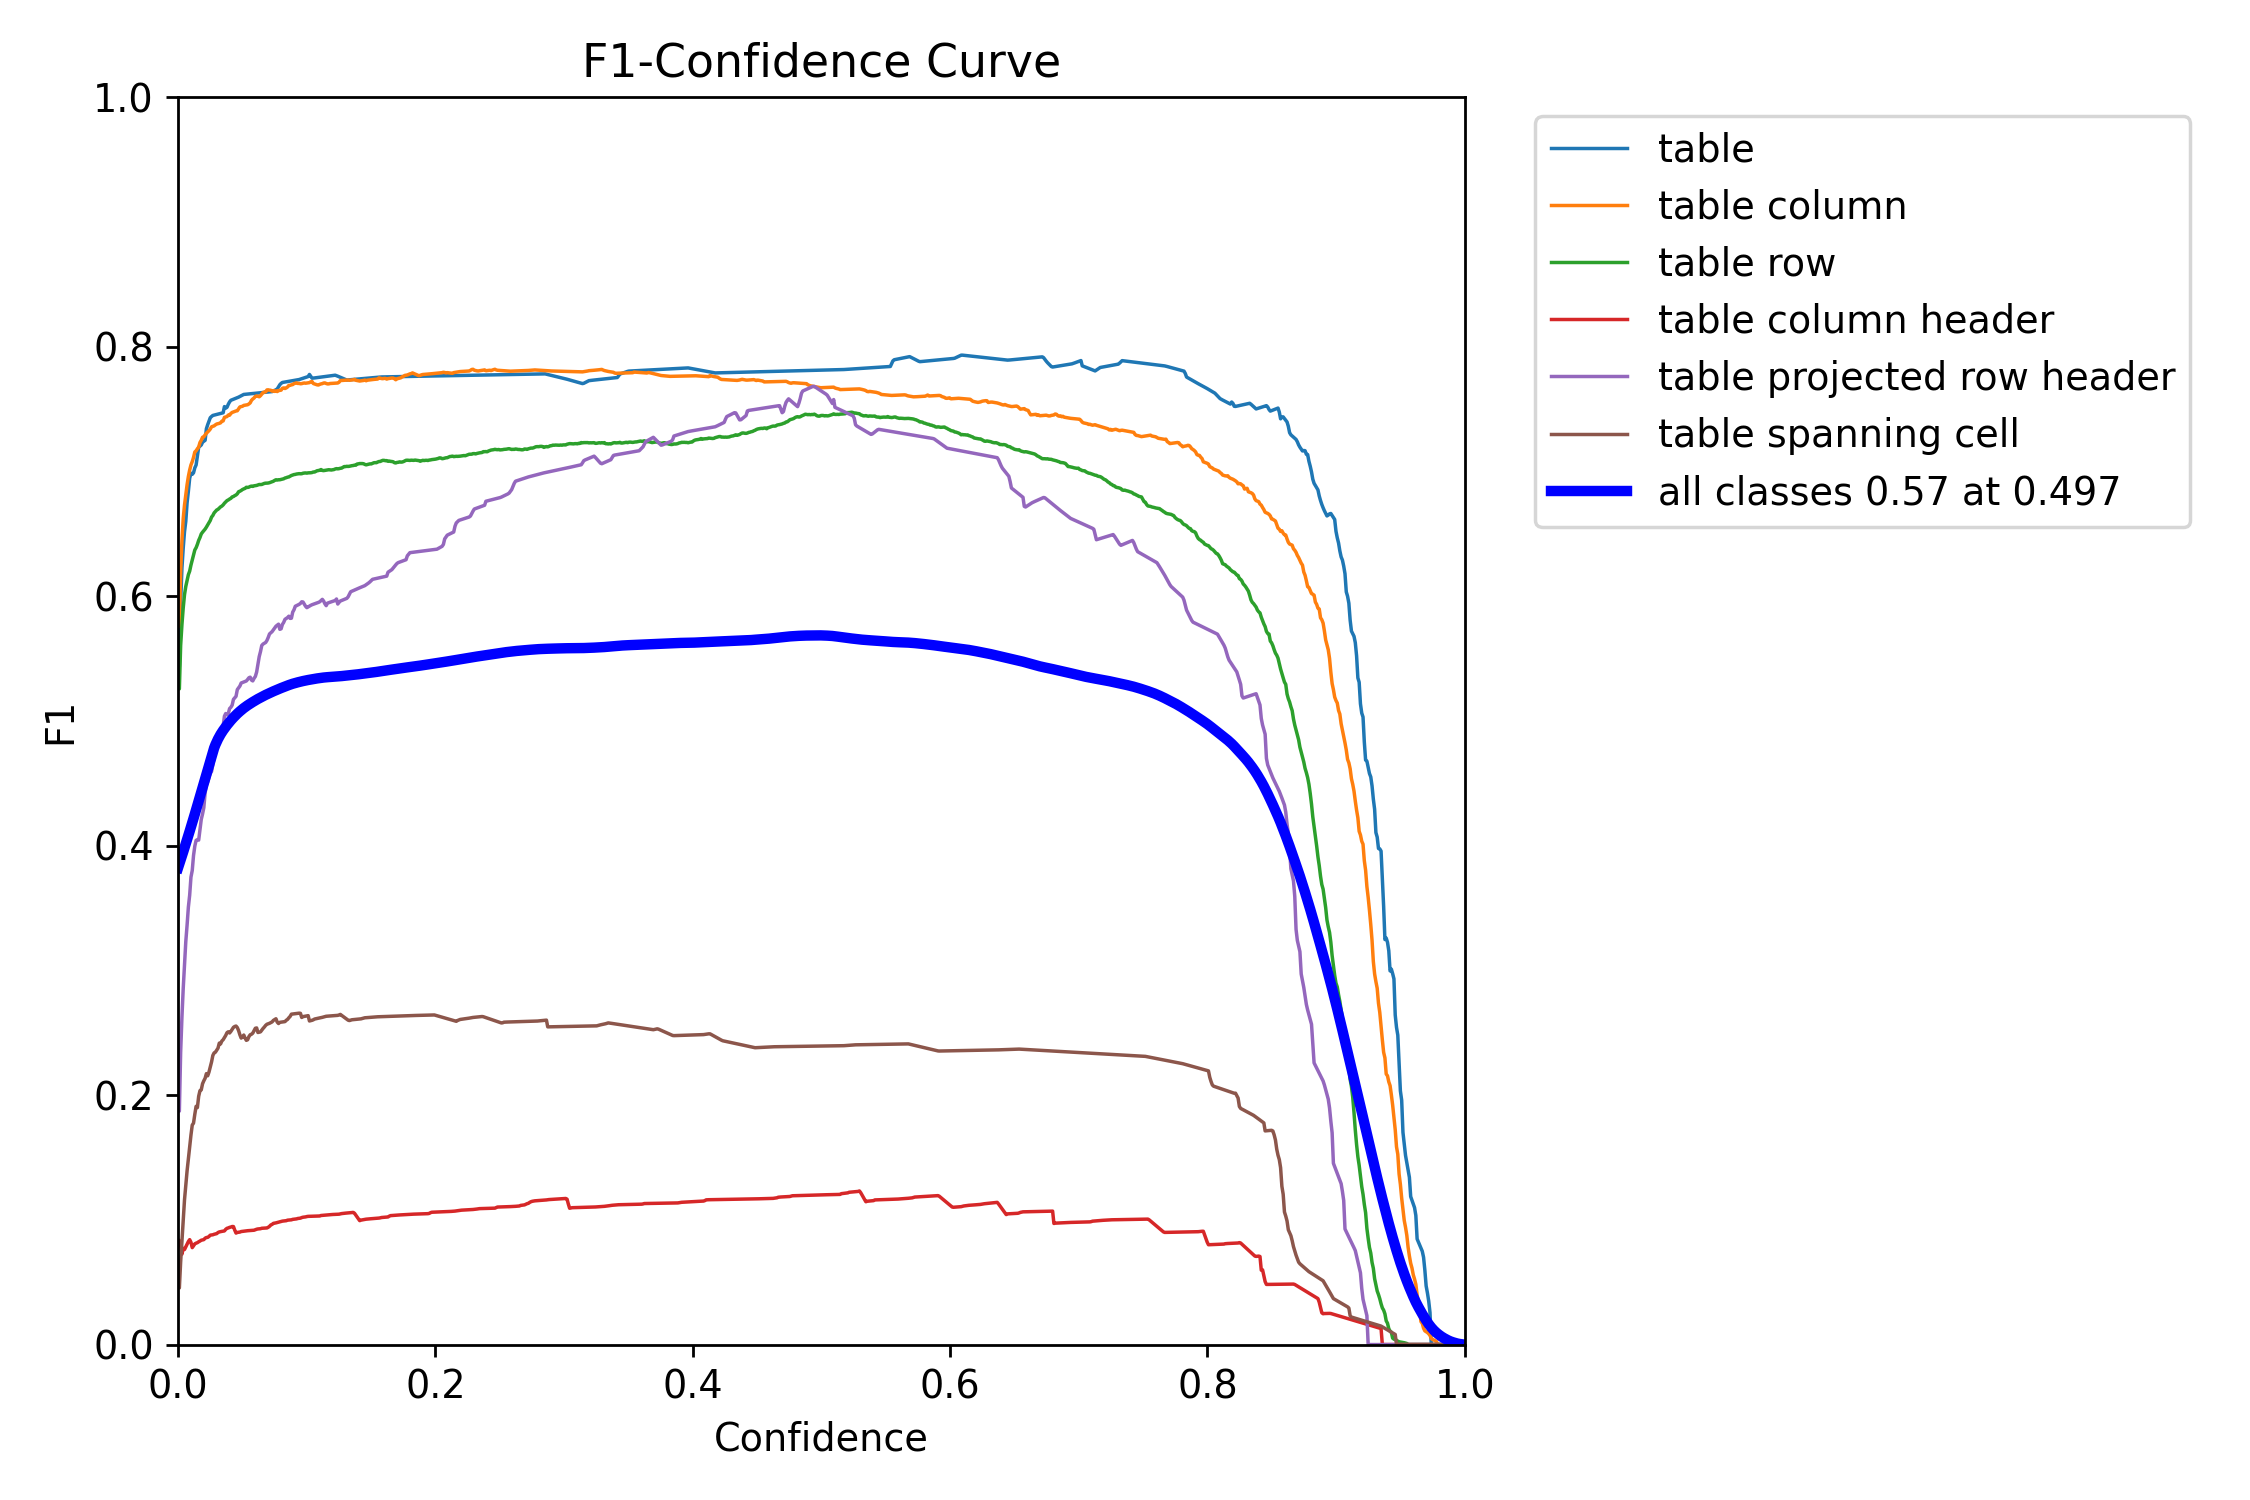 F1-Confidence Curve
1.0
0.8
0.6
0.4
0.2
0.0
F1
0.0 0.2 0.4 0.6 0.8 1.0
Confidence
table
table column
table row
table column header
table projected row header
table spanning cell
all classes 0.57 at 0.497